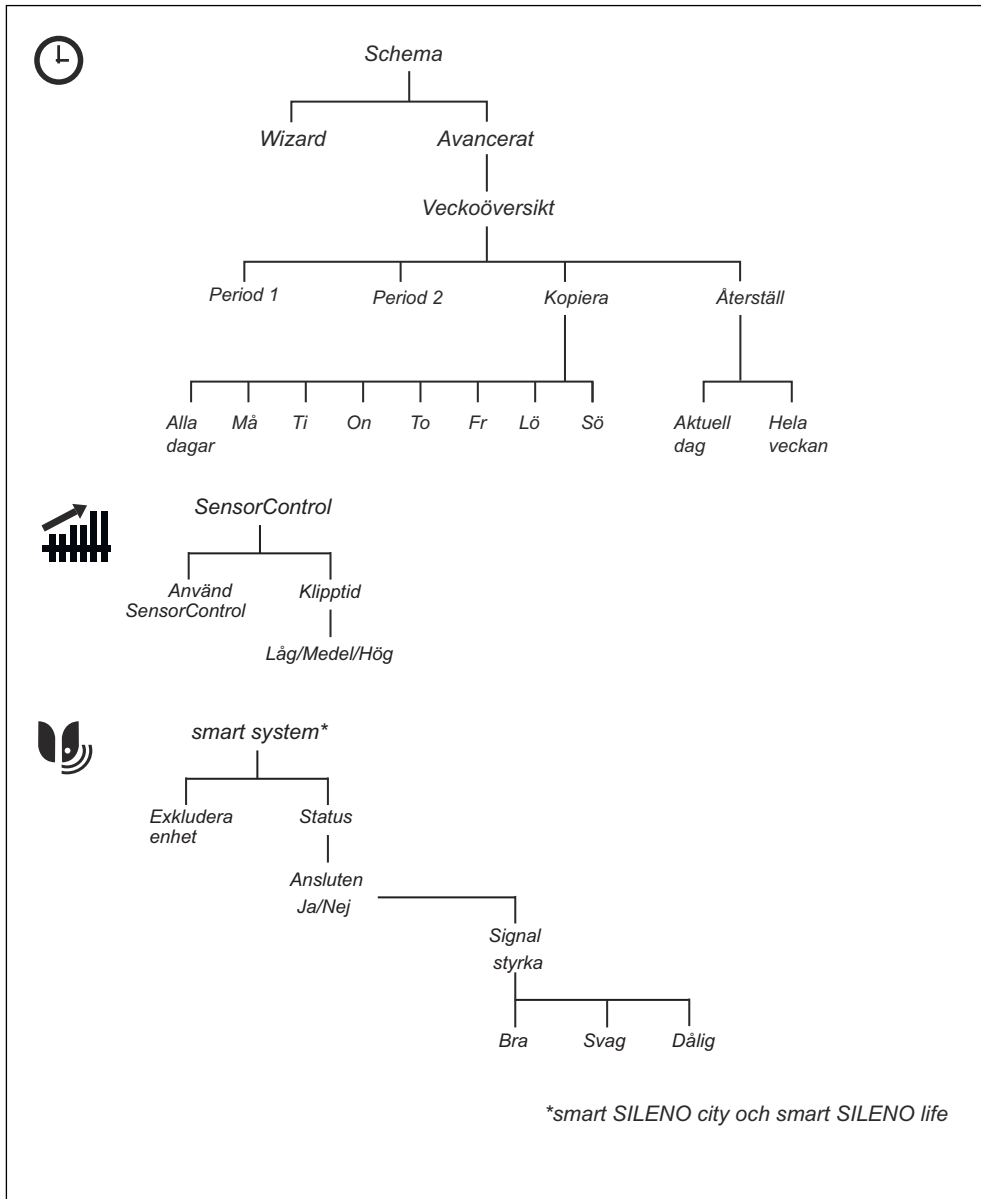 Schema
Wizard Avancerat
Veckoöversikt
Period 1 Period 2 Kopiera Återställ
Alla dagar Må Ti On To Fr Lö Sö Aktuell dag Hela veckan
SensorControl
Använd SensorControl Klipptid
Låg/Medel/Hög
smart system*
Exkludera enhet Status
Ansluten
Ja/Nej
Signal
styrka
Bra Svag Dålig
*smart SILENO city och smart SILENO life